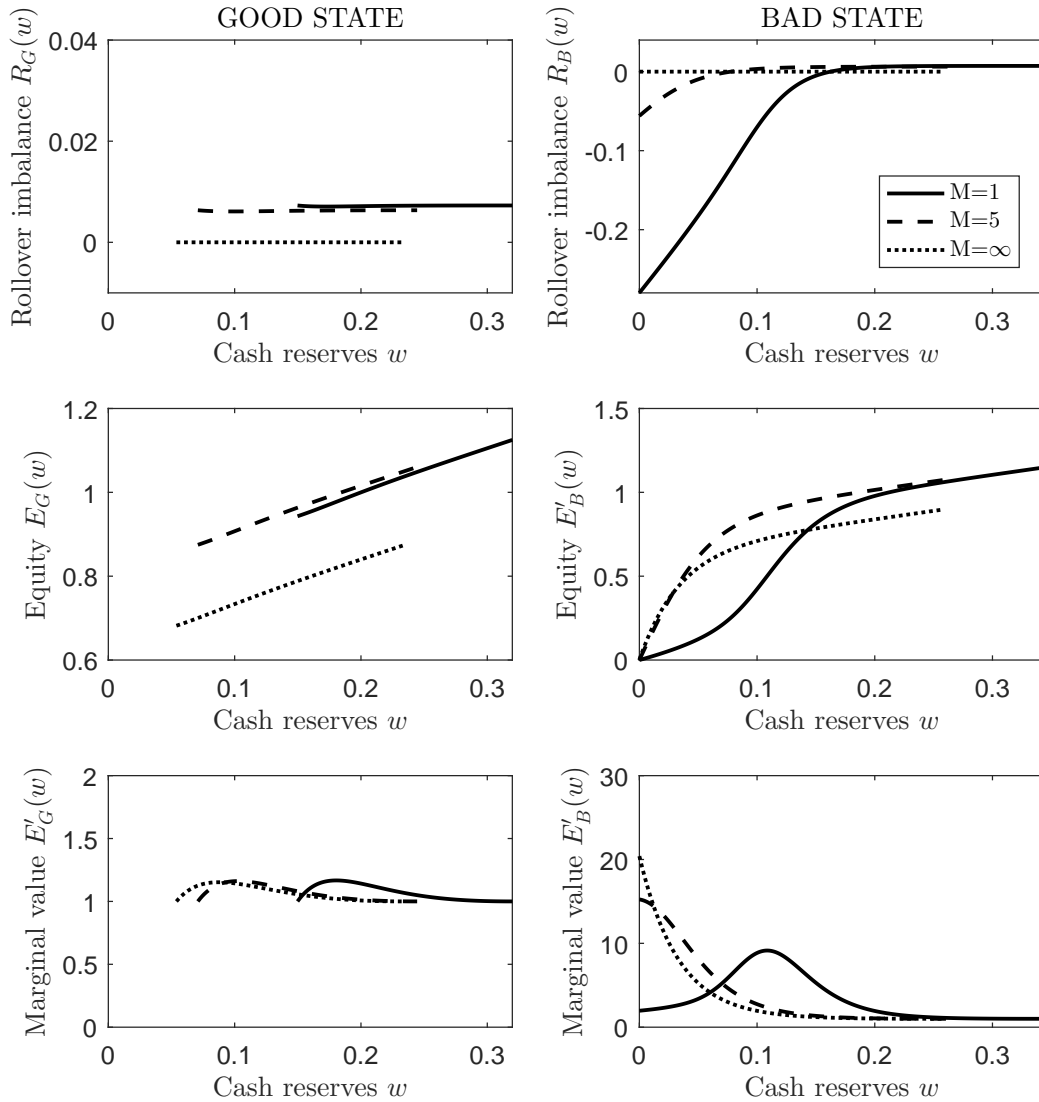 GOOD STATE
Rollover imbalance R_G(w)
0.04
0.02
0
0 0.1 0.2 0.3
Cash reserves w
BAD STATE
Rollover imbalance R_B(w)
0
-0.1
-0.2
M=1
M=5
M=∞
0 0.1 0.2 0.3
Cash reserves w
Equity E_G(w)
1.2
1
0.8
0.6
0 0.1 0.2 0.3
Cash reserves w
Equity E'_B(w)
1.5
1
0.5
0
0 0.1 0.2 0.3
Cash reserves w
Marginal value E'_G(w)
2
1.5
1
0.5
0
0 0.1 0.2 0.3
Cash reserves w
Marginal value E'_B(w)
30
20
10
0
0 0.1 0.2 0.3
Cash reserves w